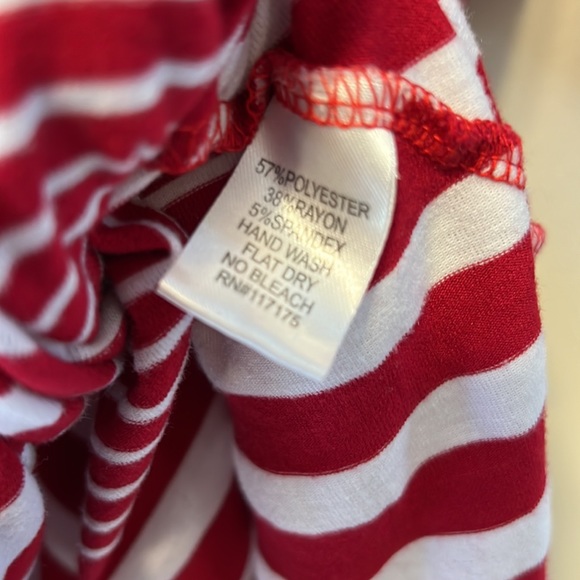 57%POLYESTER
38%RAYON
5%SPANDEX
HAND WASH
FLAT DRY
NO BLEACH
RN#117175